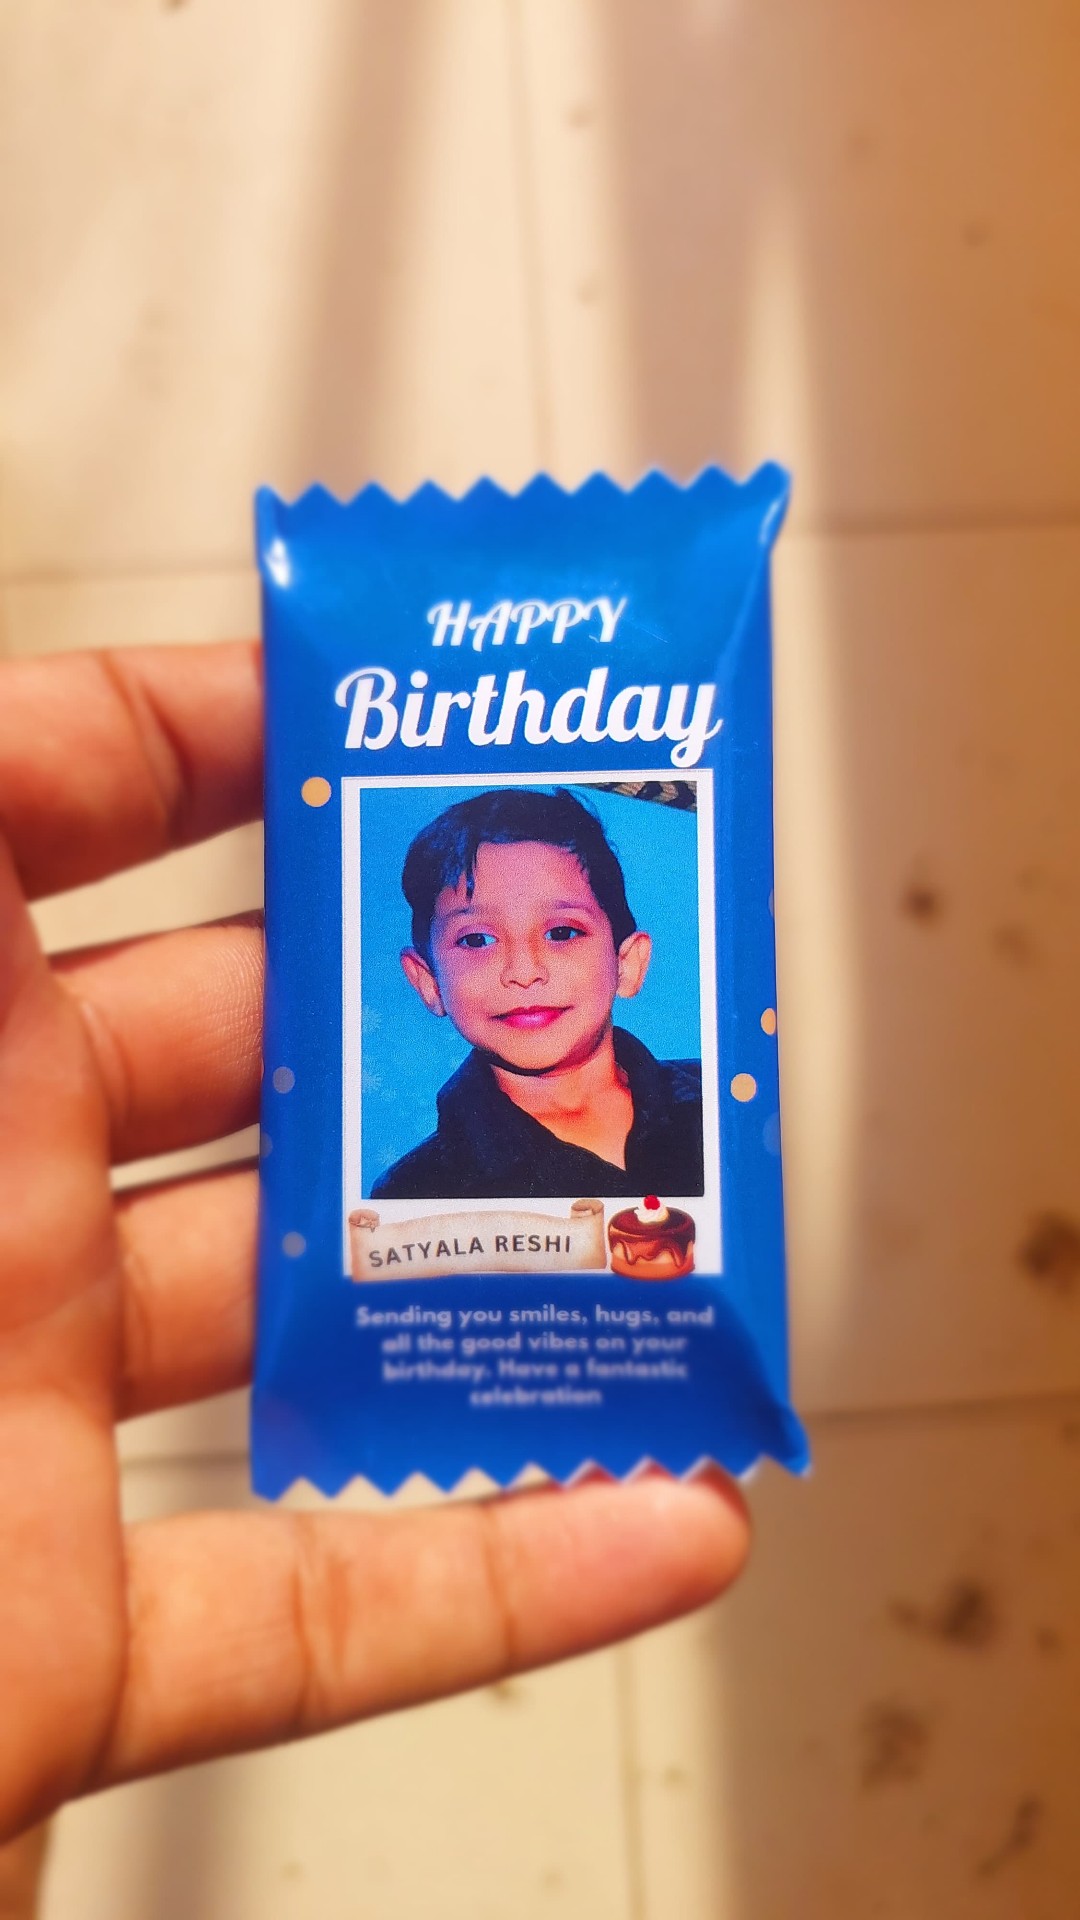 HAPPY
Birthday
SATYALA RESHI
Sending you smiles, hugs, and
all the good vibes on your
birthday. Have a fantastic
celebration